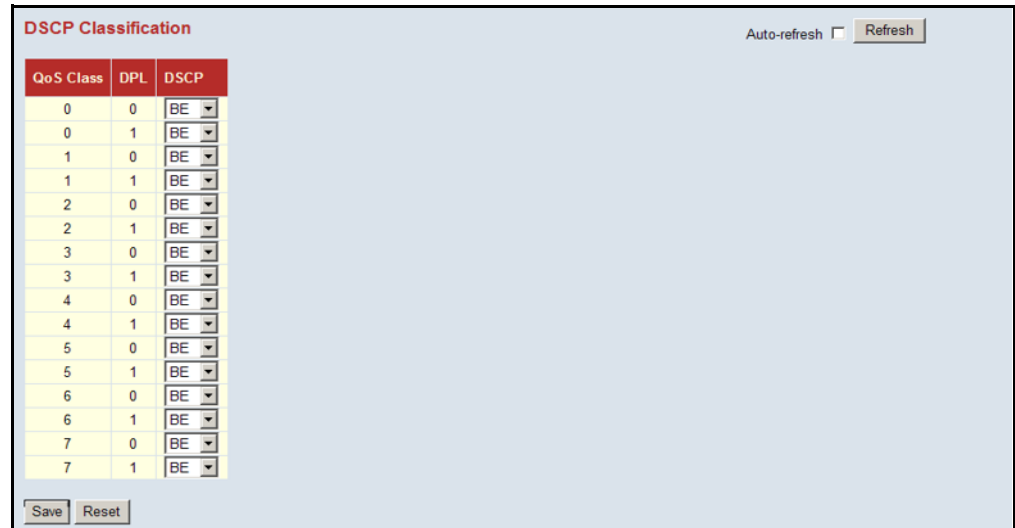 DSCP Classification
Auto-refresh Refresh
QoS Class DPL DSCP
0 0 BE
0 1 BE
1 0 BE
1 1 BE
2 0 BE
2 1 BE
3 0 BE
3 1 BE
4 0 BE
4 1 BE
5 0 BE
5 1 BE
6 0 BE
6 1 BE
7 0 BE
7 1 BE
Save Reset